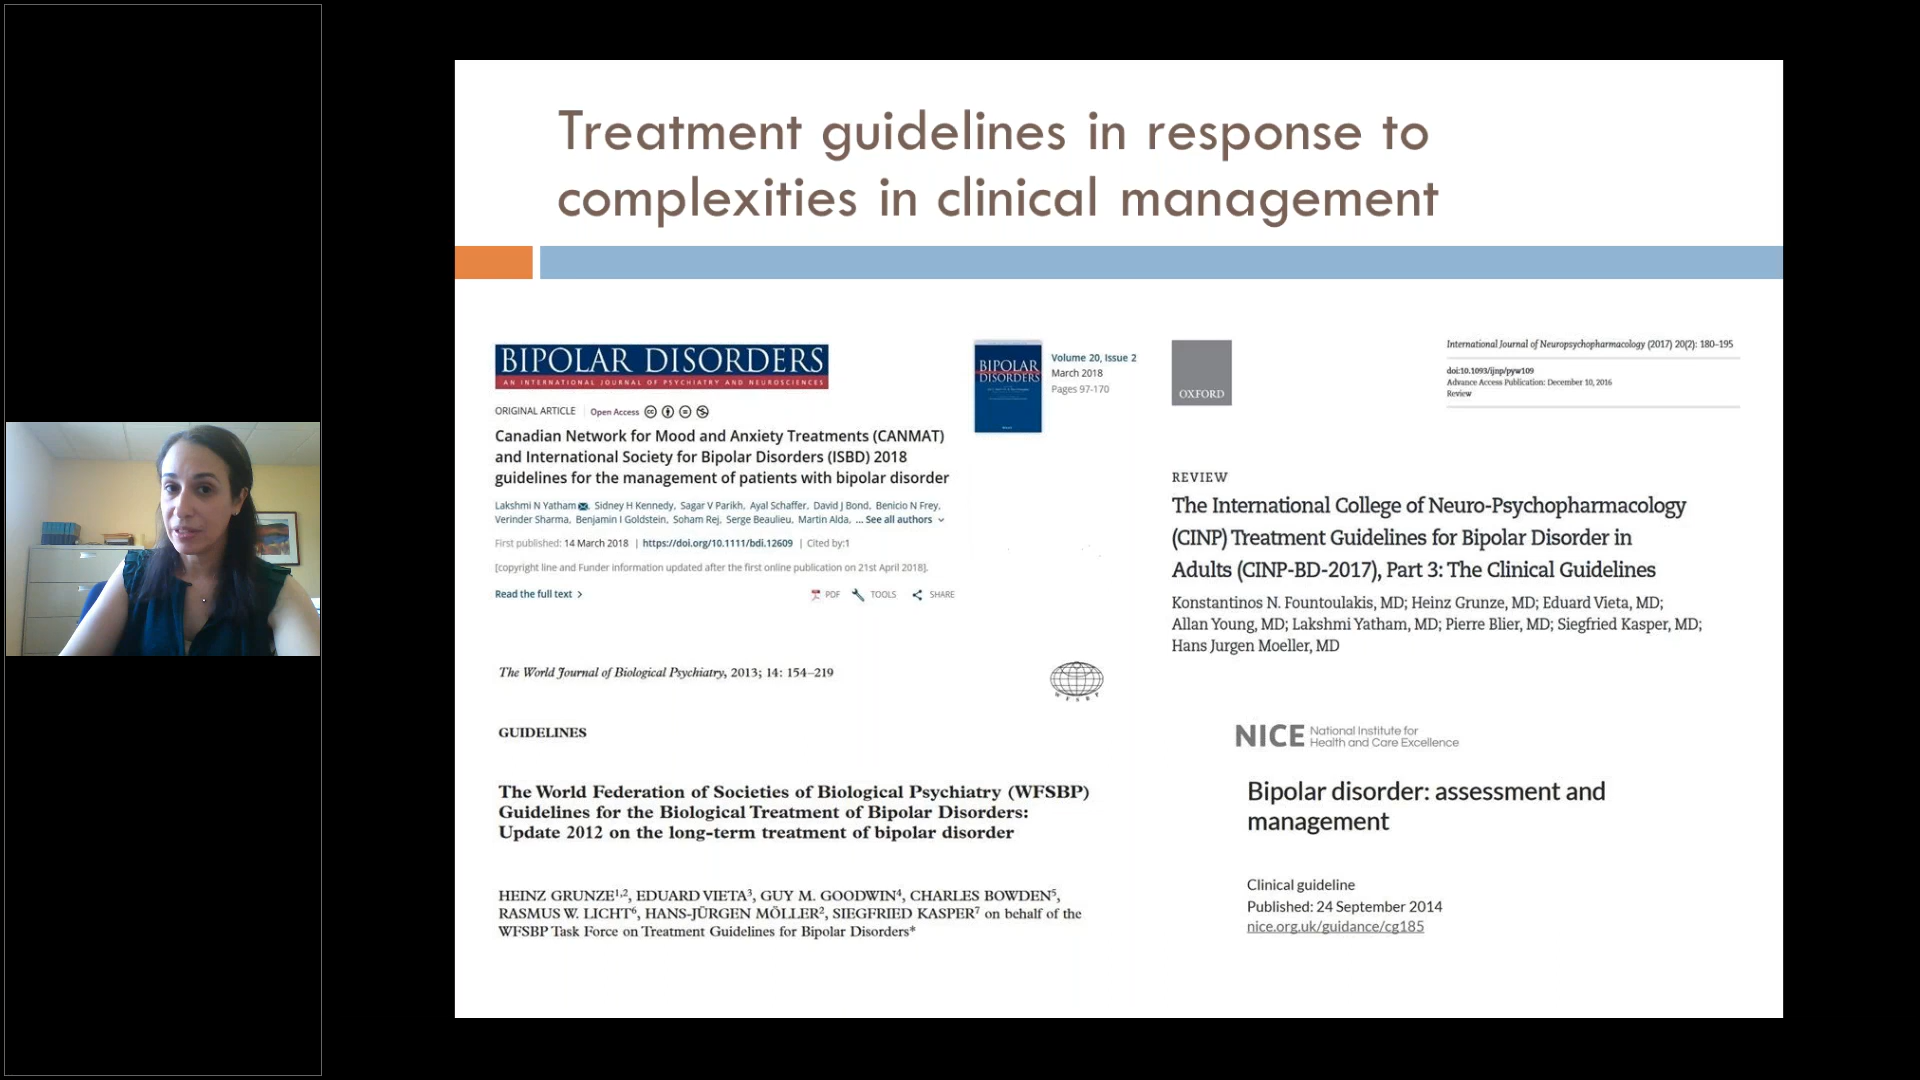 Treatment guidelines in response to
complexities in clinical management
BIPOLAR DISORDERS
AN INTERNATIONAL JOURNAL OF PSYCHIATRY AND NEUROSCIENCES
ORIGINAL ARTICLE Open Access
Canadian Network for Mood and Anxiety Treatments (CANMAT)
and International Society for Bipolar Disorders (ISBD) 2018
guidelines for the management of patients with bipolar disorder
Lakshmi N Yatham, Sidney H Kennedy, Sagar V Parikh, Ayal Schaffer, David J Bond, Benicio N Frey,
Verinder Sharma, Benjamin I Goldstein, Soham Rej, Serge Beaulieu, Martin Alda, ... See all authors
First published: 14 March 2018 | https://doi.org/10.1111/bdi.12609 | Cited by:1
[copyright line and Funder information updated after the first online publication on 21st April 2018].
Read the full text > PDF TOOLS SHARE
BIPOLAR
DISORDERS
Volume 20, Issue 2
March 2018
Pages 97-170
The World Journal of Biological Psychiatry, 2013; 14: 154–219
WFSBP
GUIDELINES
The World Federation of Societies of Biological Psychiatry (WFSBP)
Guidelines for the Biological Treatment of Bipolar Disorders:
Update 2012 on the long-term treatment of bipolar disorder
HEINZ GRUNZE1,2, EDUARD VIETA3, GUY M. GOODWIN4, CHARLES BOWDEN5,
RASMUS W. LICHT6, HANS-JÜRGEN MÖLLER2, SIEGFRIED KASPER7 on behalf of the
WFSBP Task Force on Treatment Guidelines for Bipolar Disorders*
OXFORD
International Journal of Neuropsychopharmacology (2017) 20(2): 180–195
doi:10.1093/ijnp/pyw109
Advance Access Publication: December 10, 2016
Review
REVIEW
The International College of Neuro-Psychopharmacology
(CINP) Treatment Guidelines for Bipolar Disorder in
Adults (CINP-BD-2017), Part 3: The Clinical Guidelines
Konstantinos N. Fountoulakis, MD; Heinz Grunze, MD; Eduard Vieta, MD;
Allan Young, MD; Lakshmi Yatham, MD; Pierre Blier, MD; Siegfried Kasper, MD;
Hans Jurgen Moeller, MD
NICE National Institute for
Health and Care Excellence
Bipolar disorder: assessment and
management
Clinical guideline
Published: 24 September 2014
nice.org.uk/guidance/cg185